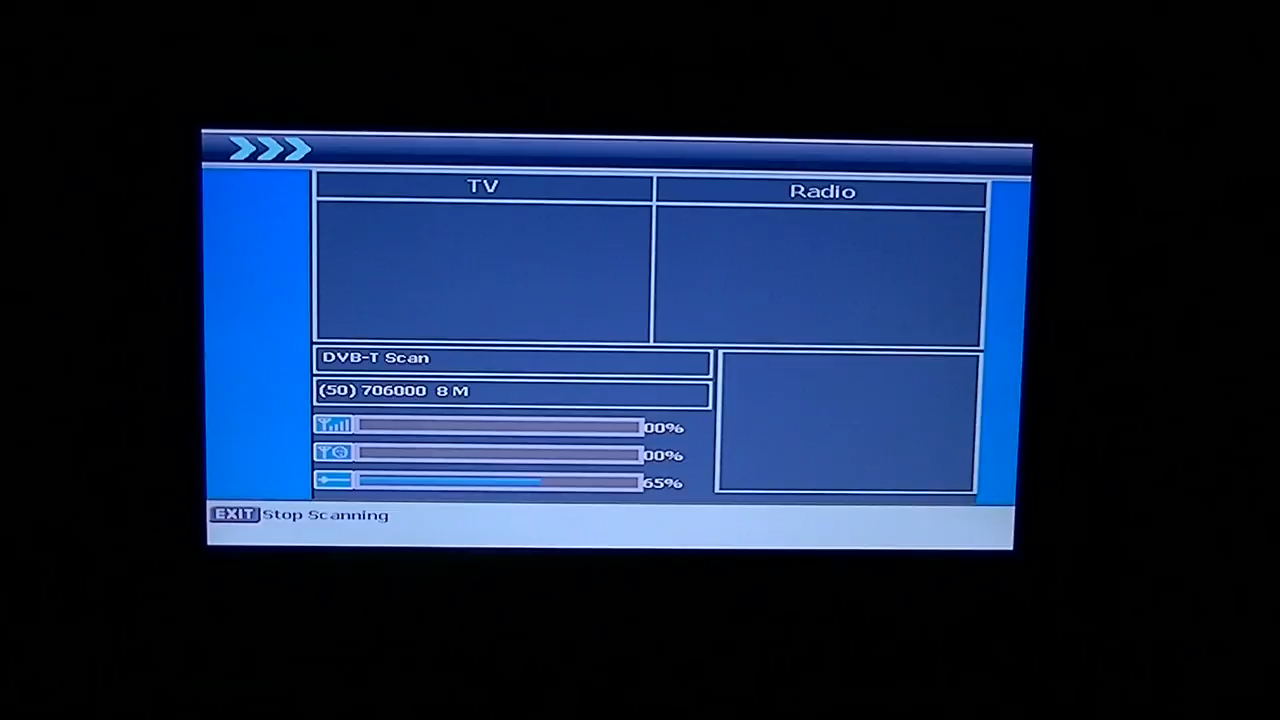 TV
Radio
DVB-T Scan
(50) 706000 8 M
00%
00%
65%
EXIT Stop Scanning